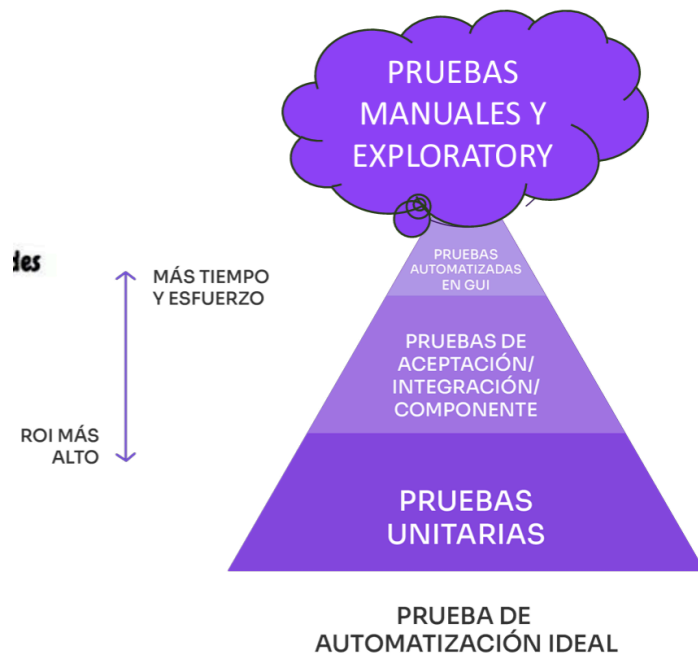 PRUEBAS
MANUALES Y
EXPLORATORY
PRUEBAS
AUTOMATIZADAS
EN GUI
MÁS TIEMPO
Y ESFUERZO
PRUEBAS DE
ACEPTACIÓN/
INTEGRACIÓN/
COMPONENTE
ROI MÁS
ALTO
PRUEBAS
UNITARIAS
PRUEBA DE
AUTOMATIZACIÓN IDEAL